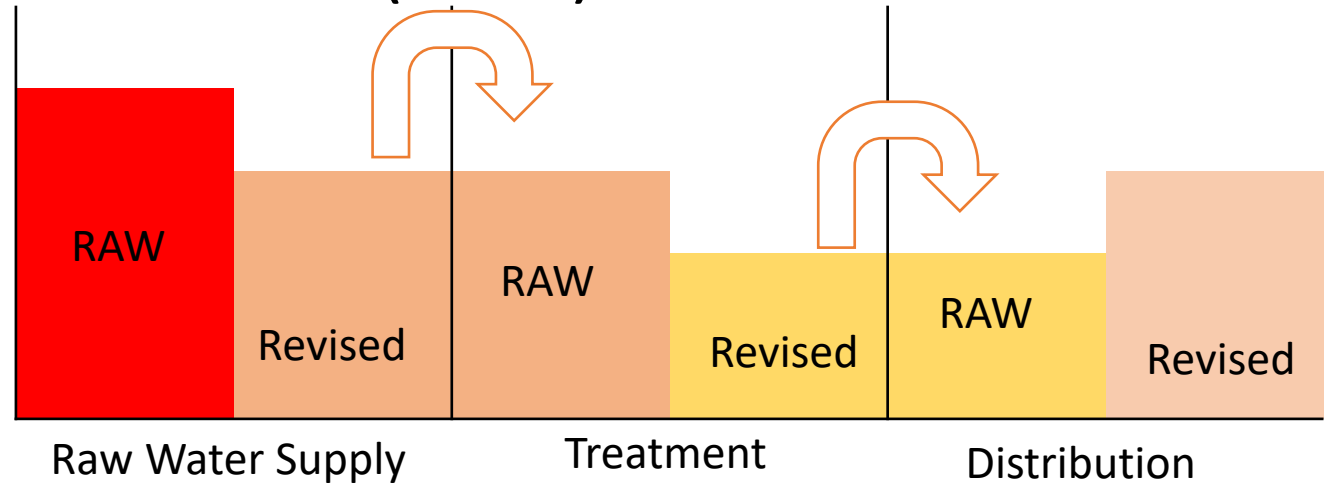 RAW
Revised
RAW
Revised
RAW
Revised
Raw Water Supply
Treatment
Distribution